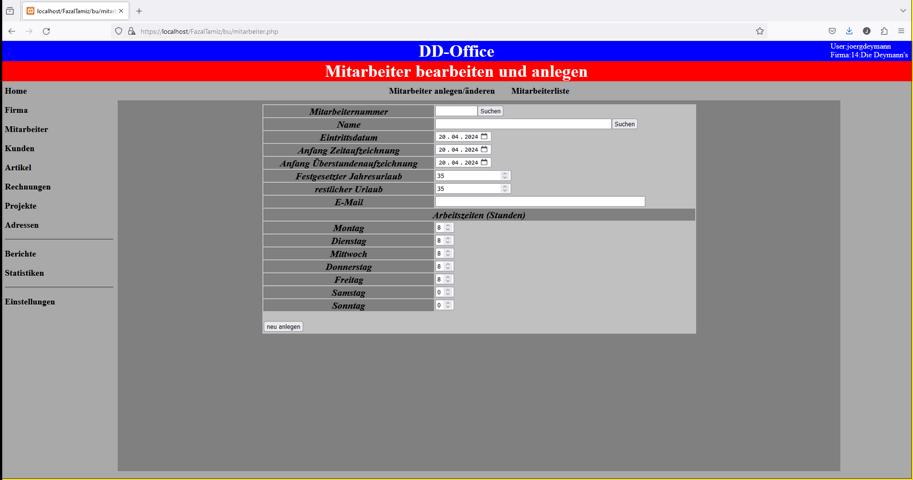 localhost/FazalTamiz/bu/mitar
https://localhost/FazalTamiz/bu/mitarbeiter.php
DD-Office
User:joergdeymann
Firma:14:Die Deymann's
Mitarbeiter bearbeiten und anlegen
Home
Mitarbeiter anlegen/änderen Mitarbeiterliste
Firma
Mitarbeiter
Kunden
Artikel
Rechnungen
Projekte
Adressen
Berichte
Statistiken
Einstellungen
Mitarbeiternummer Suchen
Name Suchen
Eintrittsdatum 20.04.2024
Anfang Zeitaufzeichnung 20.04.2024
Anfang Überstundenaufzeichnung 20.04.2024
Festgesetzter Jahresurlaub 35
restlicher Urlaub 35
E-Mail
Arbeitszeiten (Stunden)
Montag 8
Dienstag 8
Mittwoch 8
Donnerstag 8
Freitag 8
Samstag 0
Sonntag 0
neu anlegen